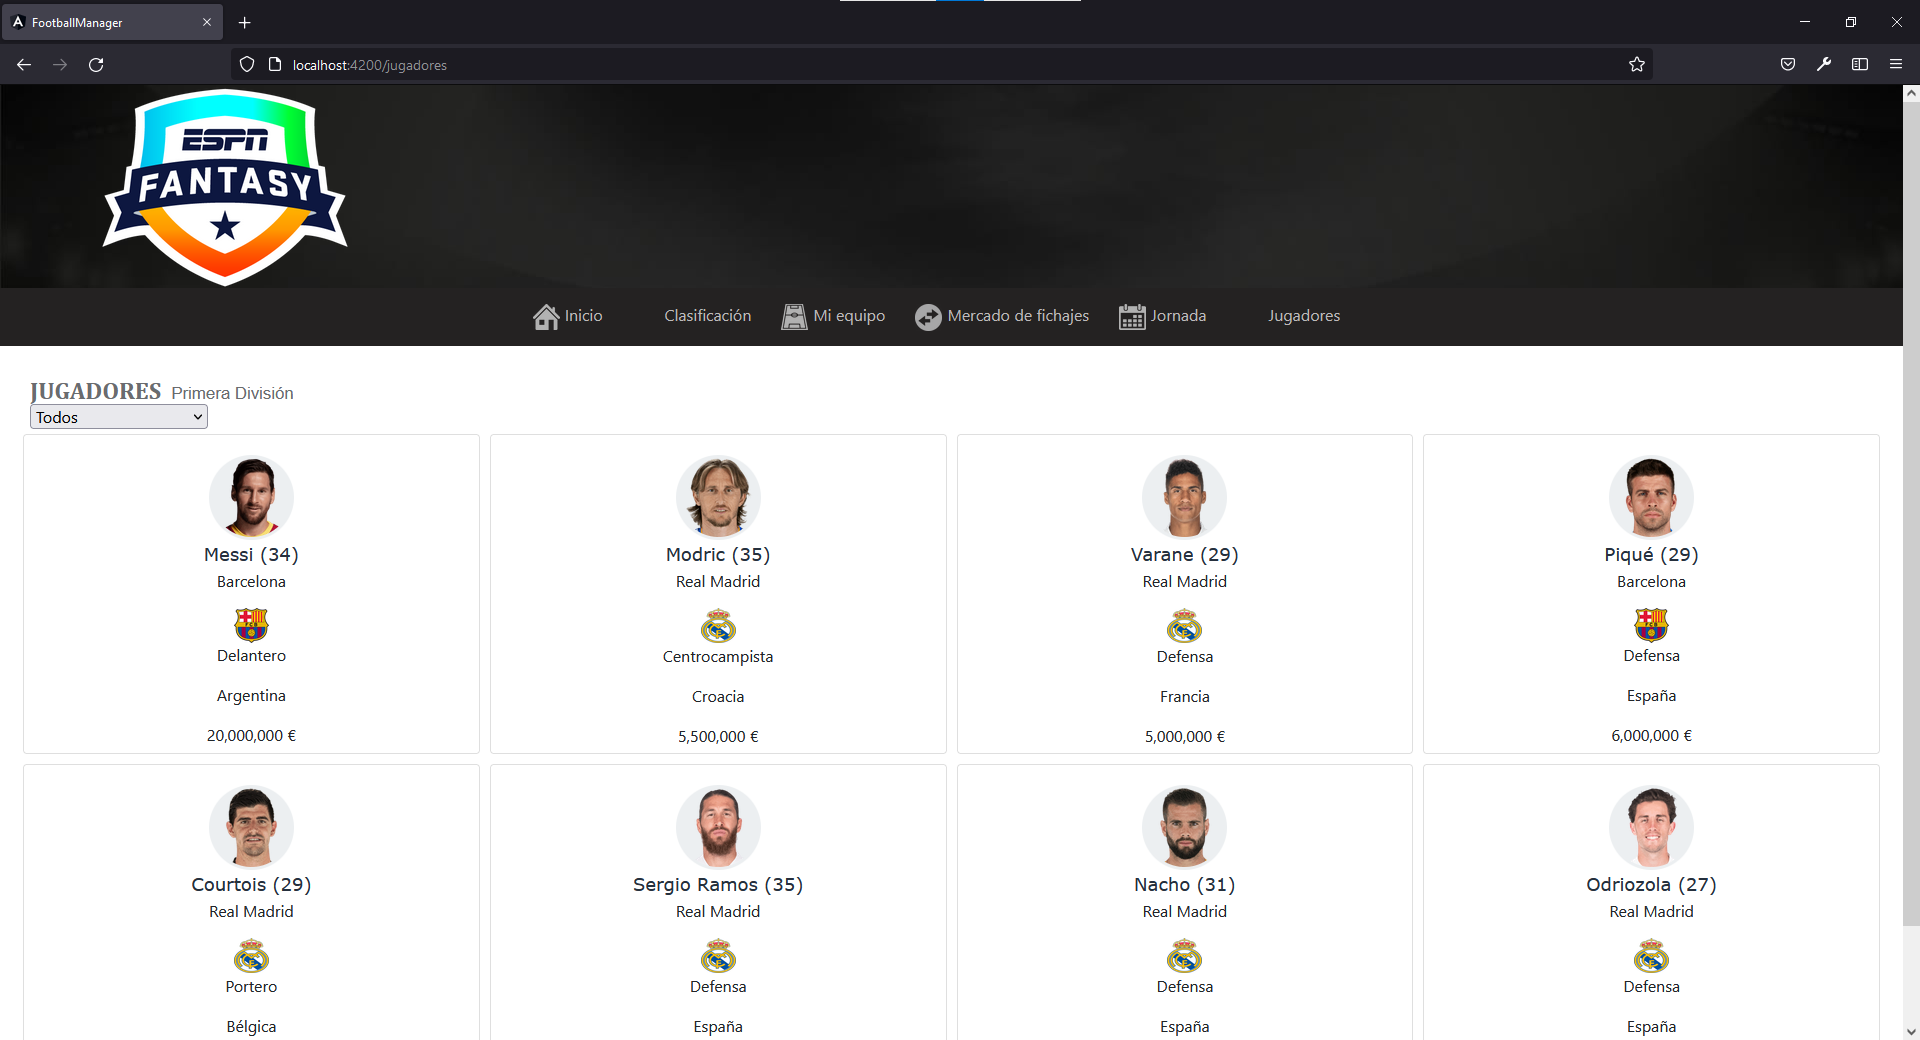 FootballManager
localhost:4200/jugadores
ESPN
FANTASY
Inicio Clasificación Mi equipo Mercado de fichajes Jornada Jugadores
JUGADORES Primera División
Todos
Messi (34) Modric (35) Varane (29) Piqué (29)
Barcelona Real Madrid Real Madrid Barcelona
Delantero Centrocampista Defensa Defensa
Argentina Croacia Francia España
20,000,000 € 5,500,000 € 5,000,000 € 6,000,000 €
Courtois (29) Sergio Ramos (35) Nacho (31) Odriozola (27)
Real Madrid Real Madrid Real Madrid Real Madrid
Portero Defensa Defensa Defensa
Bélgica España España España